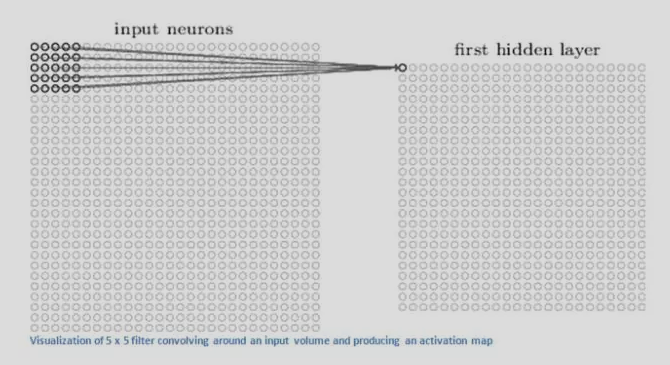 input neurons
first hidden layer
Visualization of 5 x 5 filter convolving around an input volume and producing an activation map